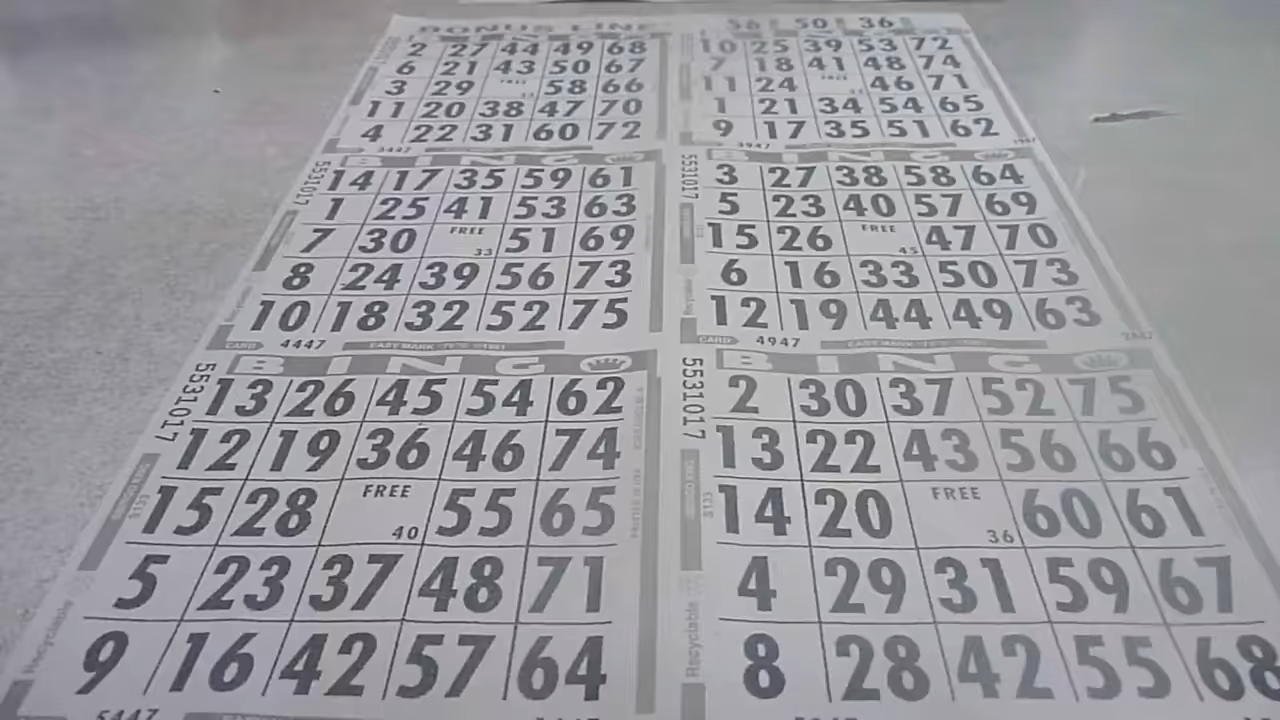 BONUS LINE
2 27 44 49 68
6 21 43 50 67
3 29 FREE 58 66
11 20 38 47 70
4 22 31 60 72
3447
56 50 36
10 25 39 53 72
7 18 41 48 74
11 24 FREE 46 71
1 21 34 54 65
9 17 35 51 62
3947
5531017
BINGO
14 17 35 59 61
1 25 41 53 63
7 30 FREE 33 51 69
8 24 39 56 73
10 18 32 52 75
CARD 4447 EASY MARK
5531017
BINGO
3 27 38 58 64
5 23 40 57 69
15 26 FREE 45 47 70
6 16 33 50 73
12 19 44 49 63
CARD 4947 EASY MARK
5531017
BINGO
13 26 45 54 62
12 19 36 46 74
15 28 FREE 40 55 65
5 23 37 48 71
9 16 42 57 64
Recyclable
5447
5531017
BINGO
2 30 37 52 75
13 22 43 56 66
14 20 FREE 36 60 61
4 29 31 59 67
8 28 42 55 68
Recyclable